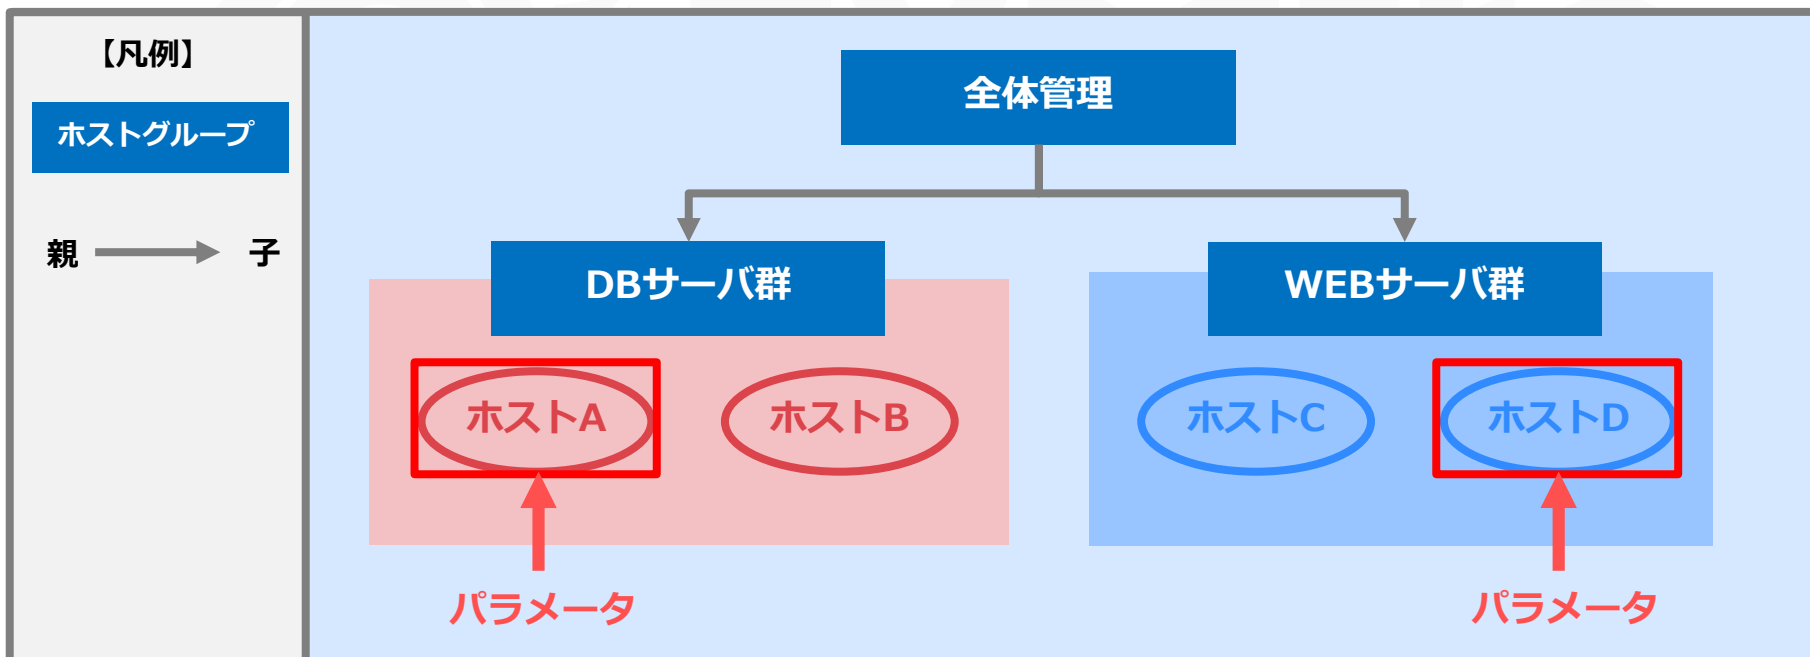 【凡例】
ホストグループ
親 子
全体管理
DBサーバ群
WEBサーバ群
ホストA
ホストB
ホストC
ホストD
パラメータ
パラメータ